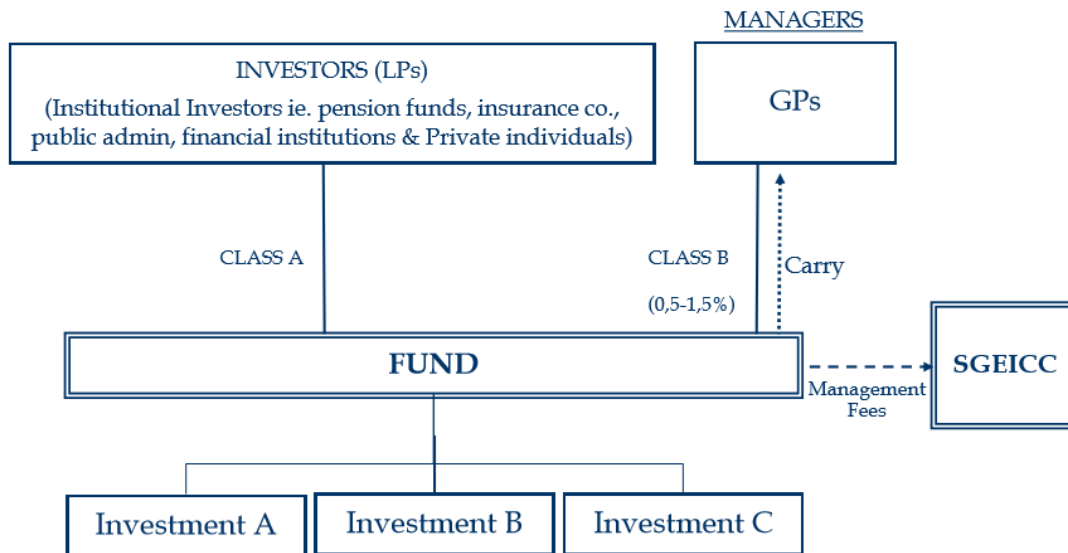 MANAGERS
INVESTORS (LPs)
(Institutional Investors ie. pension funds, insurance co.,
public admin, financial institutions & Private individuals)
GPs
CLASS A
CLASS B
(0,5-1,5%)
Carry
FUND
Management
Fees
SGEICC
Investment A
Investment B
Investment C